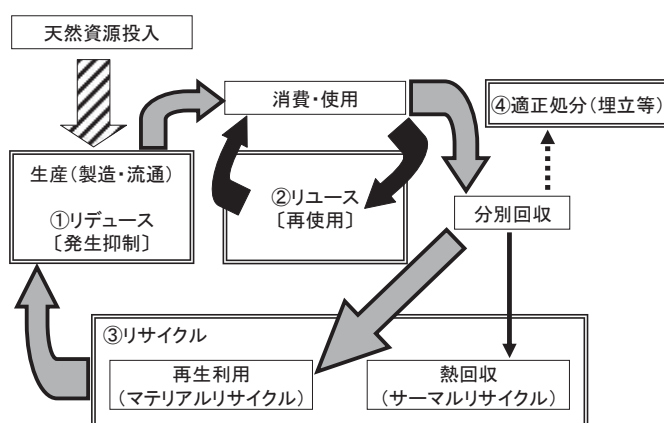 天然資源投入
消費・使用
④適正処分(埋立等)
生産(製造・流通)
①リデュース
〔発生抑制〕
②リユース
〔再使用〕
分別回収
③リサイクル
再生利用
(マテリアルリサイクル)
熱回収
(サーマルリサイクル)